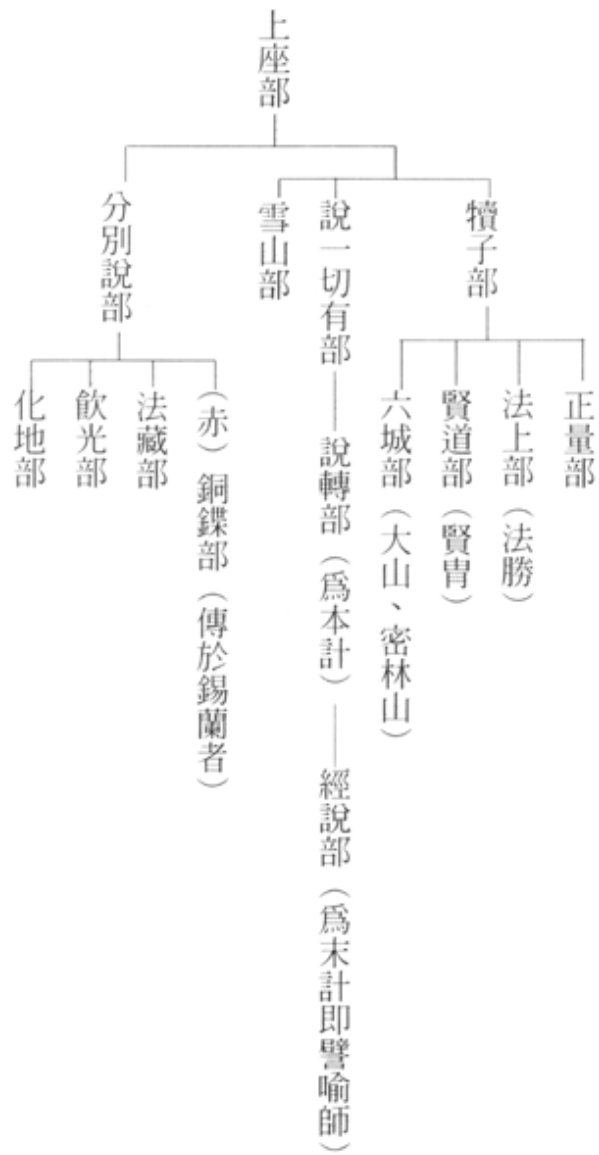 上座部
犢子部
說一切有部
雪山部
分別說部
正量部
法上部（法勝）
賢道部（賢冑）
六城部（大山、密林山）
說轉部（爲本計）
經說部（爲末計即譬喻師）
（赤）銅鍱部（傳於錫蘭者）
法藏部
飲光部
化地部